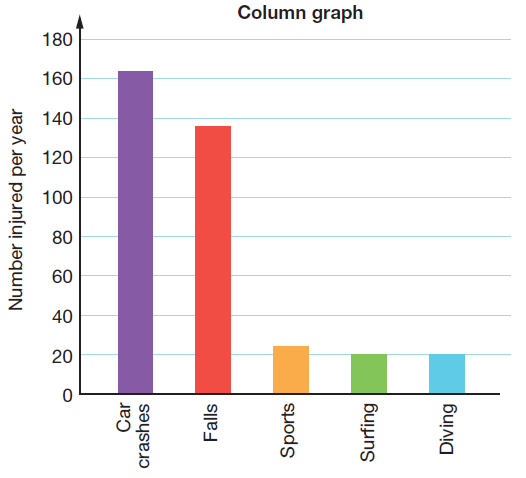 Column graph
Number injured per year
180
160
140
120
100
80
60
40
20
0
Car
crashes
Falls
Sports
Surfing
Diving